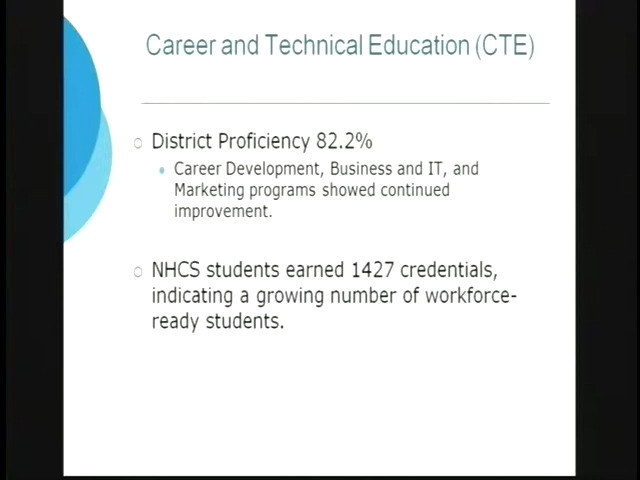 Career and Technical Education (CTE)
District Proficiency 82.2%
Career Development, Business and IT, and
Marketing programs showed continued
improvement.
NHCS students earned 1427 credentials,
indicating a growing number of workforce-
ready students.